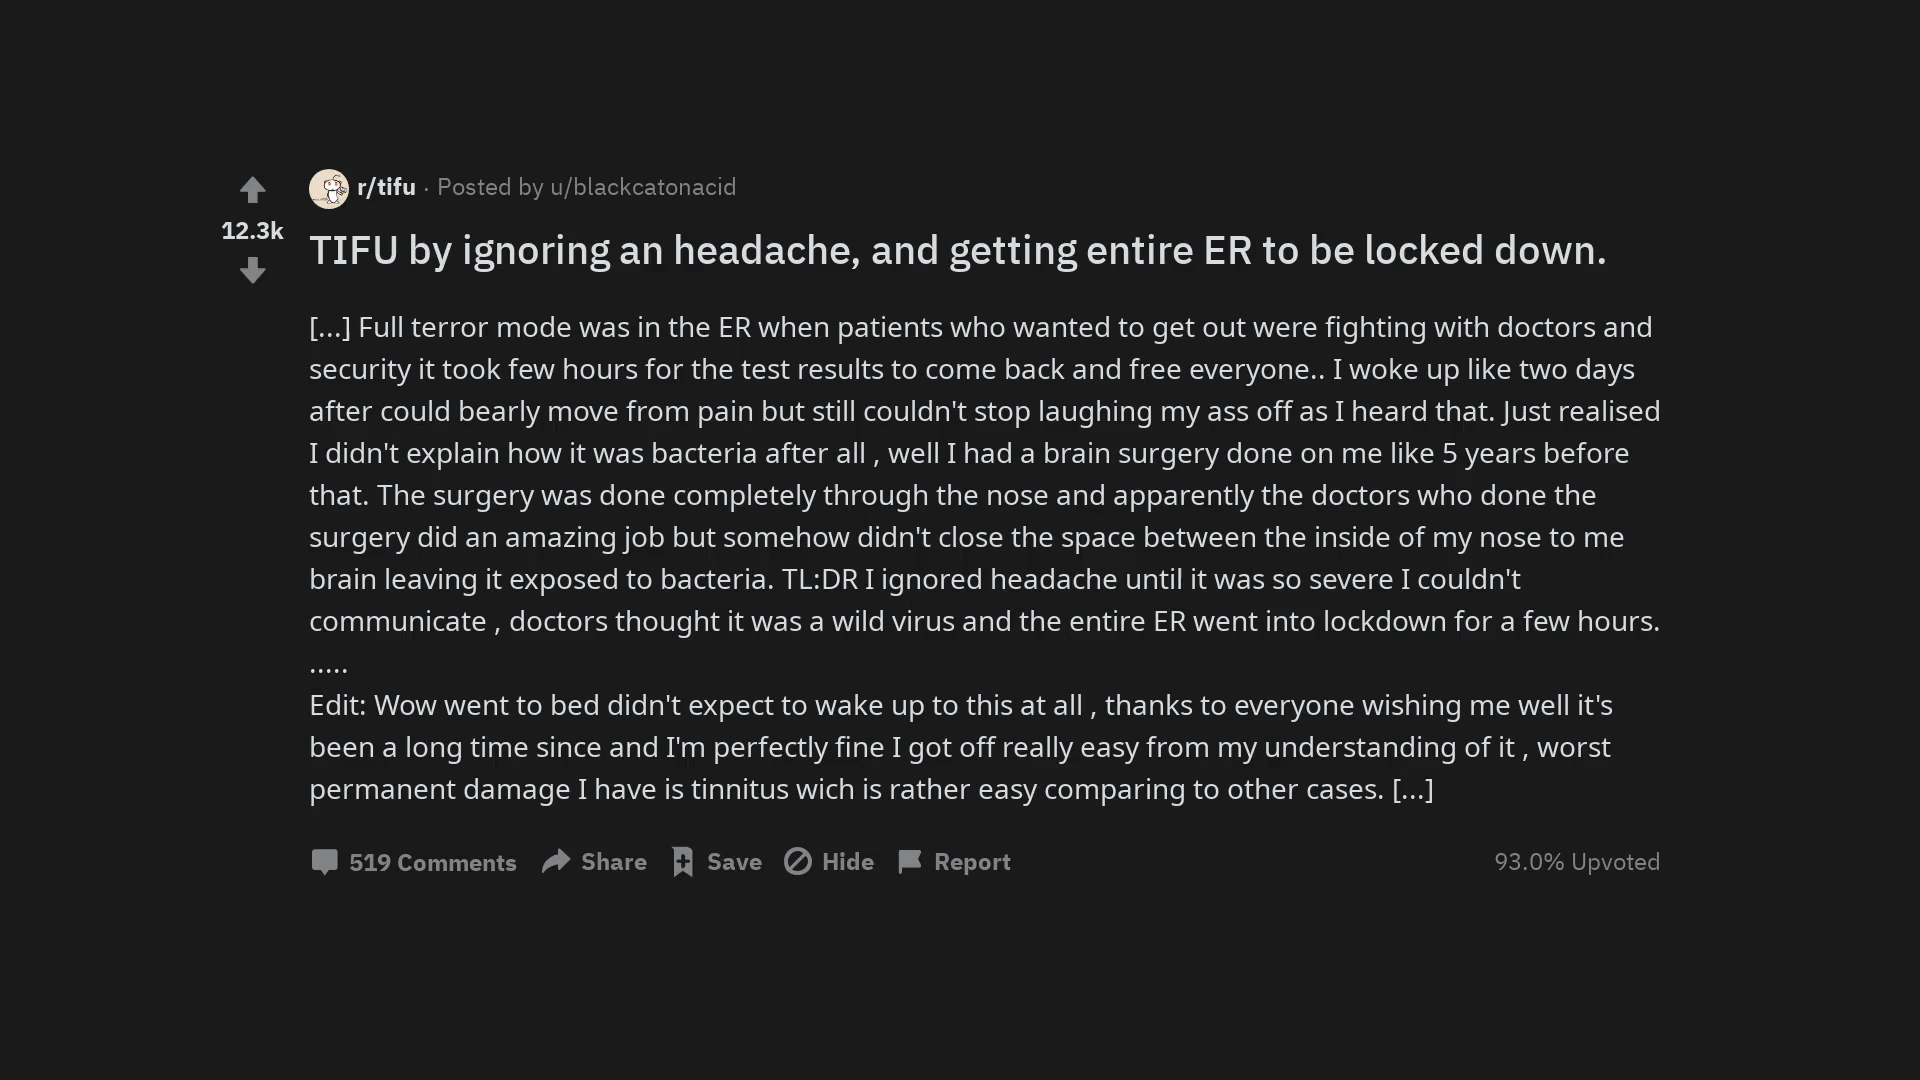 r/tifu · Posted by u/blackcatonacid
12.3k
TIFU by ignoring an headache, and getting entire ER to be locked down.
[...] Full terror mode was in the ER when patients who wanted to get out were fighting with doctors and
security it took few hours for the test results to come back and free everyone.. I woke up like two days
after could bearly move from pain but still couldn't stop laughing my ass off as I heard that. Just realised
I didn't explain how it was bacteria after all , well I had a brain surgery done on me like 5 years before
that. The surgery was done completely through the nose and apparently the doctors who done the
surgery did an amazing job but somehow didn't close the space between the inside of my nose to me
brain leaving it exposed to bacteria. TL:DR I ignored headache until it was so severe I couldn't
communicate , doctors thought it was a wild virus and the entire ER went into lockdown for a few hours.
.....
Edit: Wow went to bed didn't expect to wake up to this at all , thanks to everyone wishing me well it's
been a long time since and I'm perfectly fine I got off really easy from my understanding of it , worst
permanent damage I have is tinnitus wich is rather easy comparing to other cases. [...]
519 Comments Share Save Hide Report 93.0% Upvoted